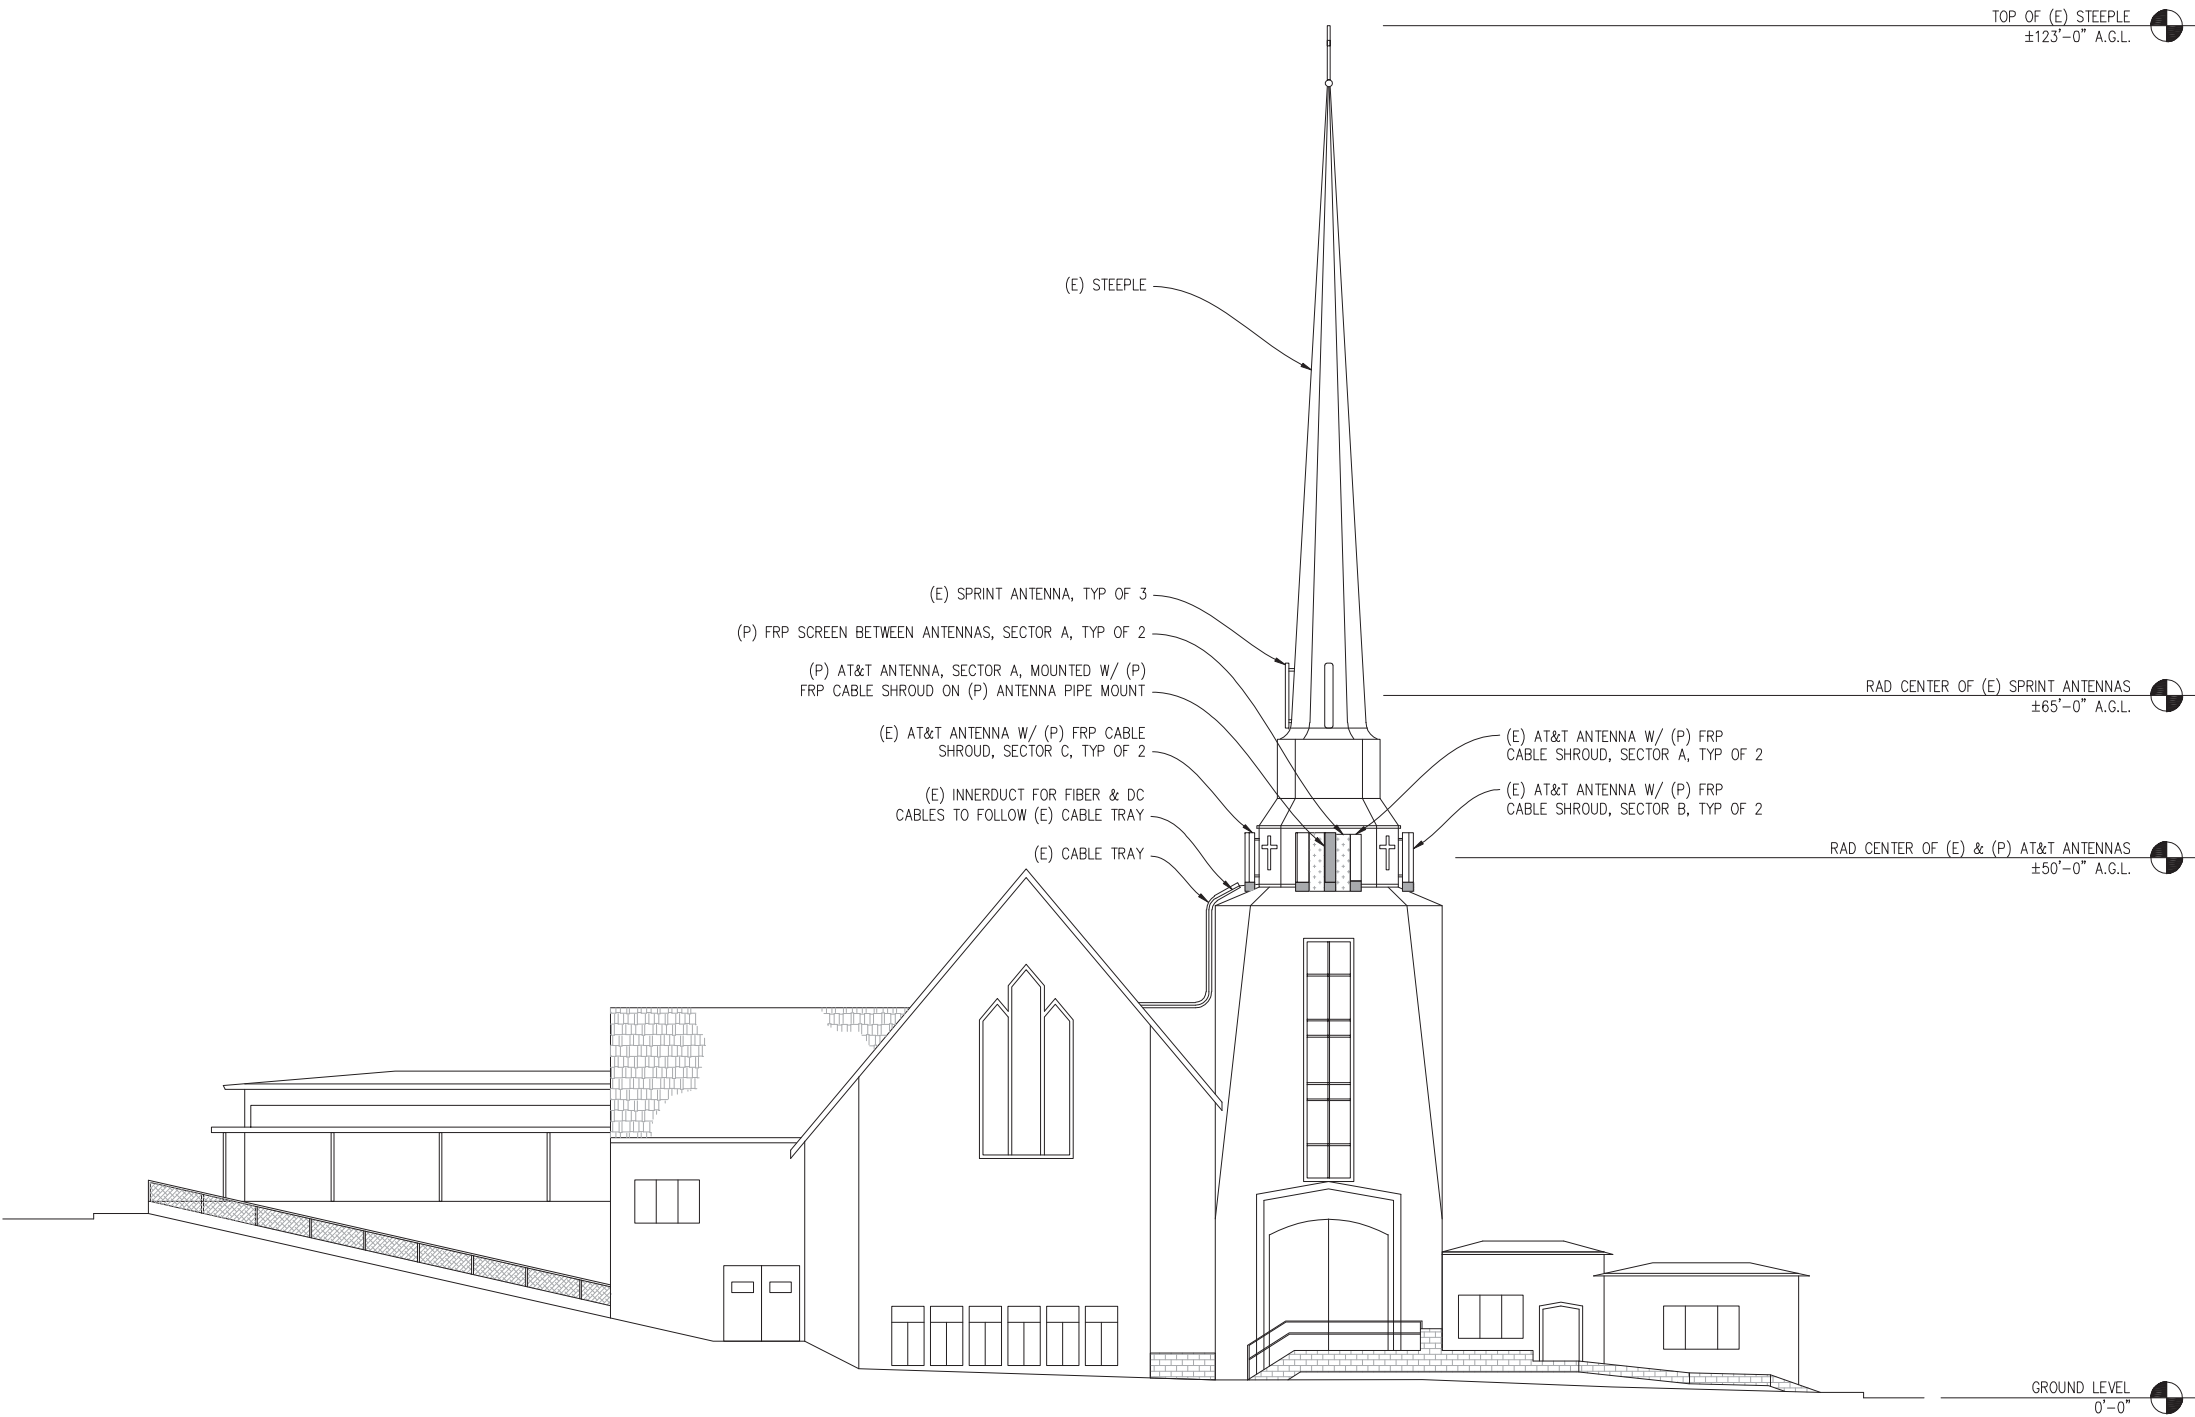 TOP OF (E) STEEPLE
±123'-0" A.G.L.
(E) STEEPLE
(E) SPRINT ANTENNA, TYP OF 3
(P) FRP SCREEN BETWEEN ANTENNAS, SECTOR A, TYP OF 2
(P) AT&T ANTENNA, SECTOR A, MOUNTED W/ (P)
FRP CABLE SHROUD ON (P) ANTENNA PIPE MOUNT
RAD CENTER OF (E) SPRINT ANTENNAS
±65'-0" A.G.L.
(E) AT&T ANTENNA W/ (P) FRP CABLE
SHROUD, SECTOR C, TYP OF 2
(E) AT&T ANTENNA W/ (P) FRP
CABLE SHROUD, SECTOR A, TYP OF 2
(E) INNERDUCT FOR FIBER & DC
CABLES TO FOLLOW (E) CABLE TRAY
(E) AT&T ANTENNA W/ (P) FRP
CABLE SHROUD, SECTOR B, TYP OF 2
(E) CABLE TRAY
RAD CENTER OF (E) & (P) AT&T ANTENNAS
±50'-0" A.G.L.
GROUND LEVEL
0'-0"